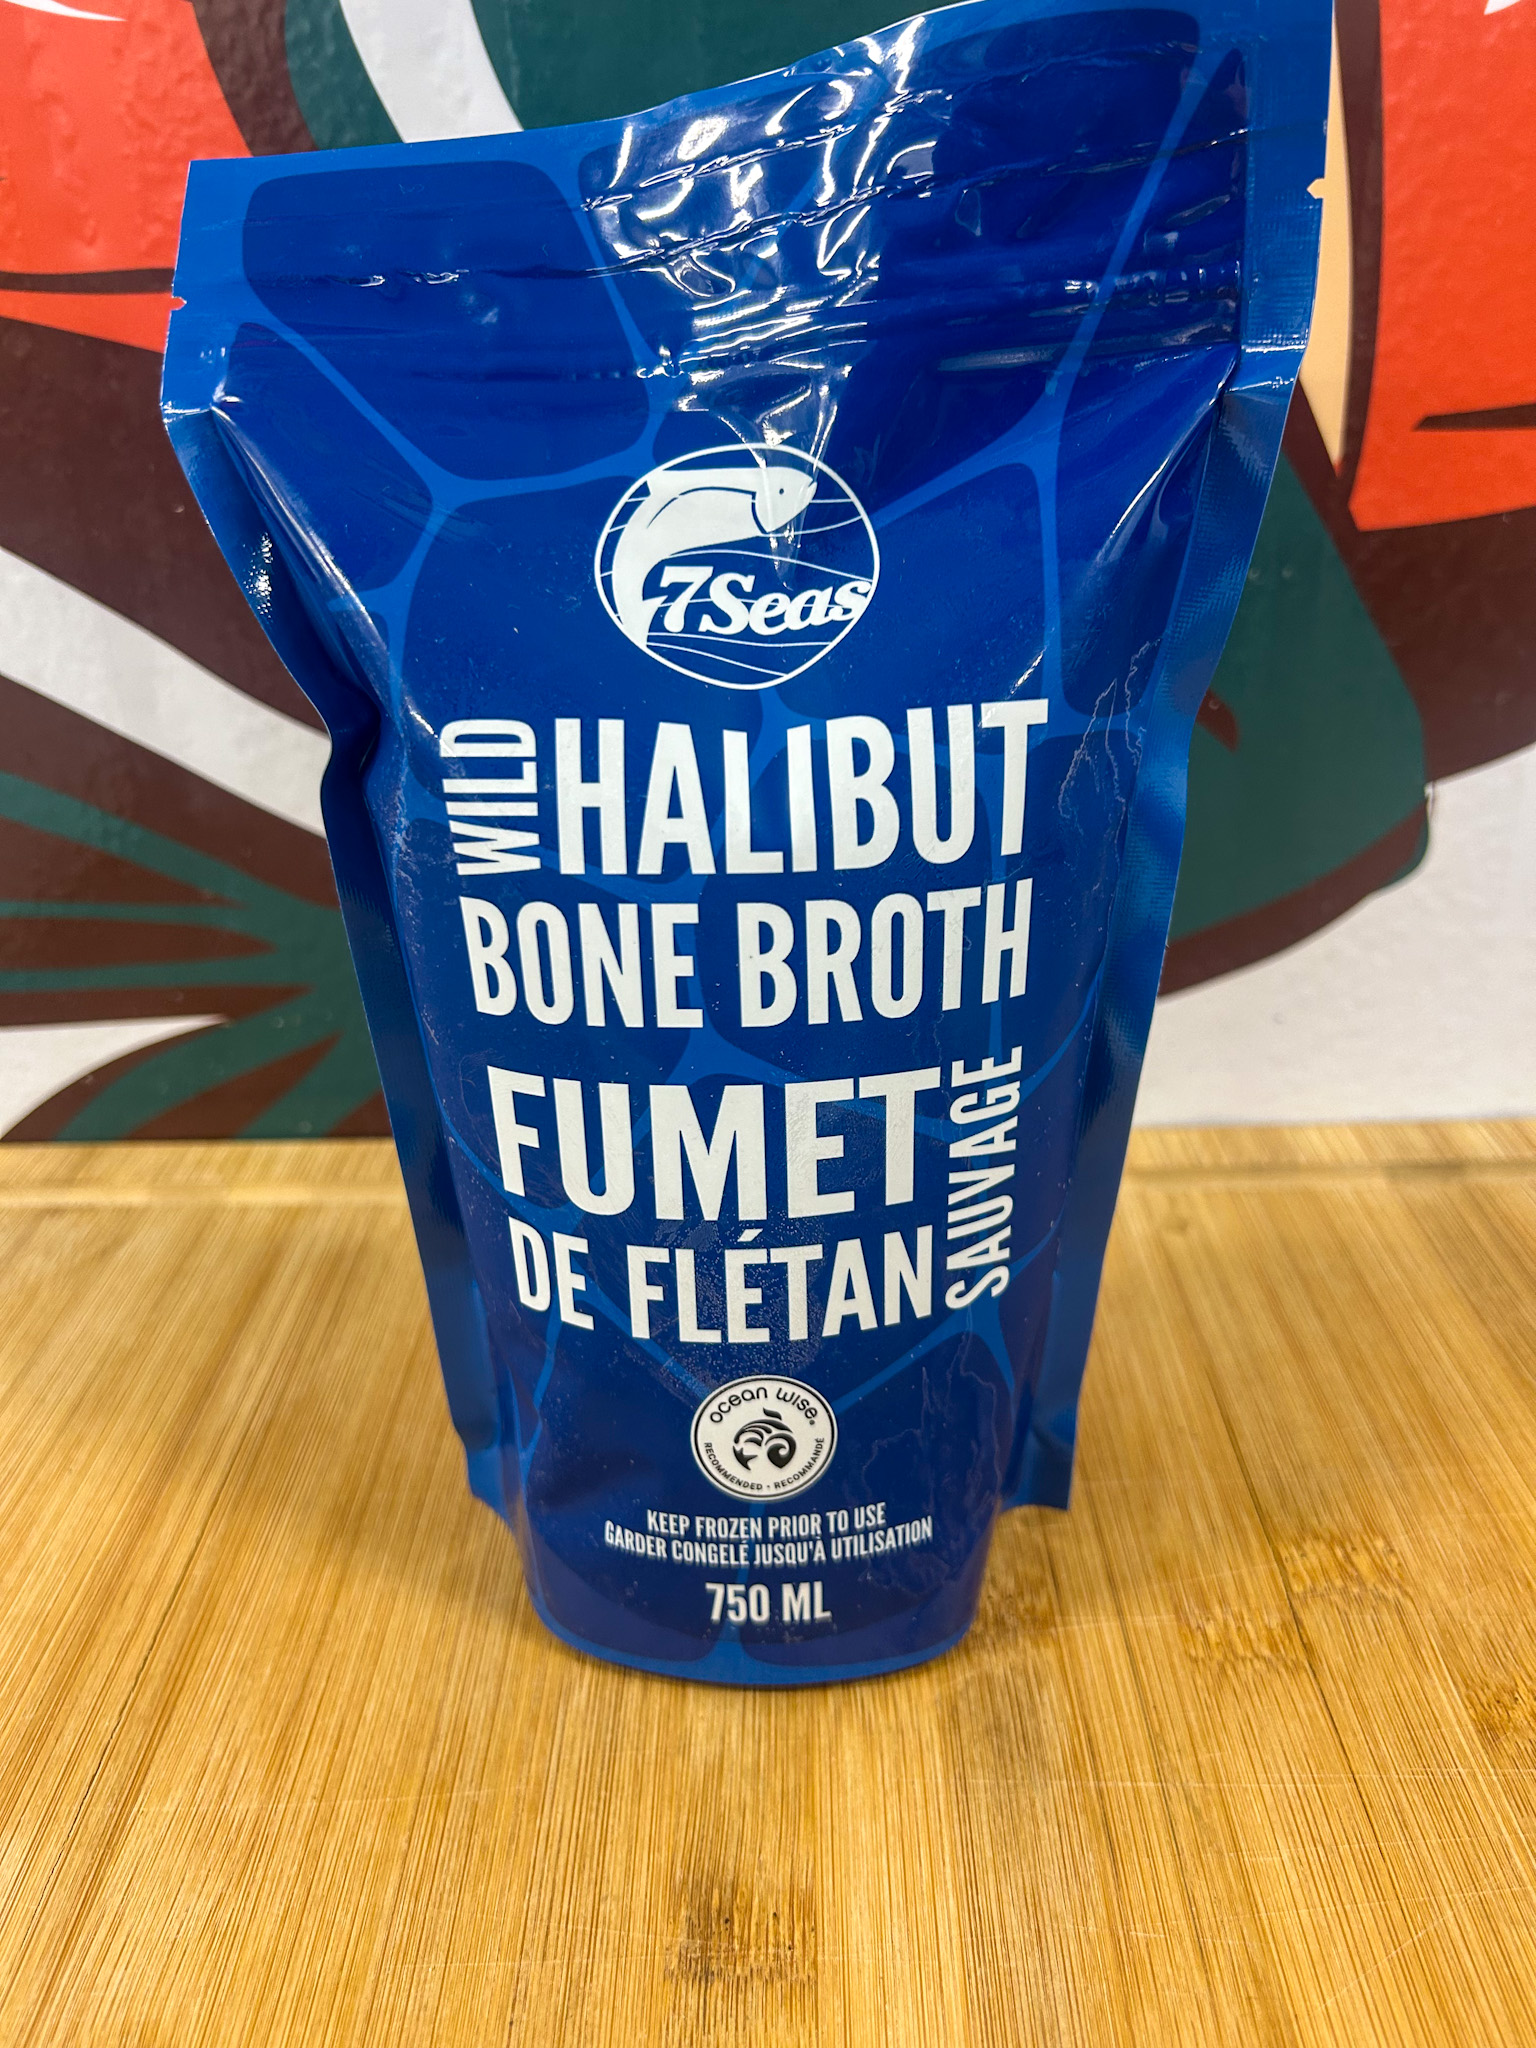 7Seas
WILD
HALIBUT
BONE BROTH
FUMET
DE FLÉTAN
SAUVAGE
ocean wise®
RECOMMENDED • RECOMMANDÉ
KEEP FROZEN PRIOR TO USE
GARDER CONGELÉ JUSQU'À UTILISATION
750 ML